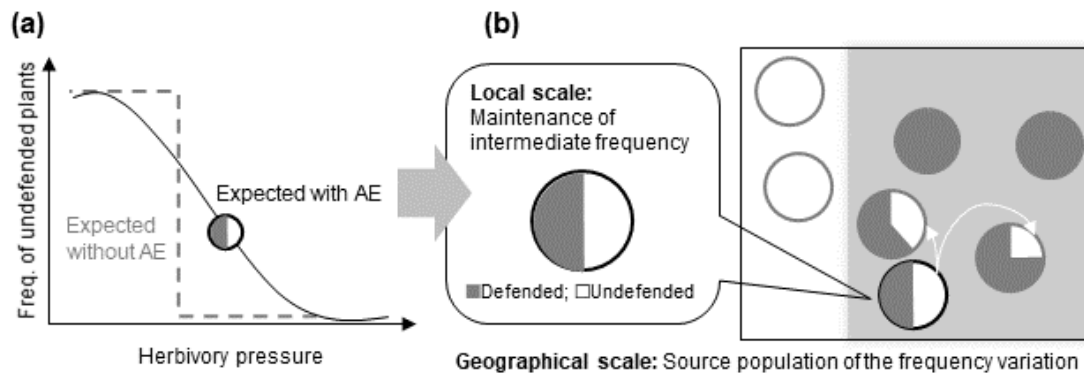 (a)
Freq. of undefended plants
Expected with AE
Expected
without AE
Herbivory pressure
(b)
Local scale:
Maintenance of
intermediate frequency
Defended; Undefended
Geographical scale: Source population of the frequency variation